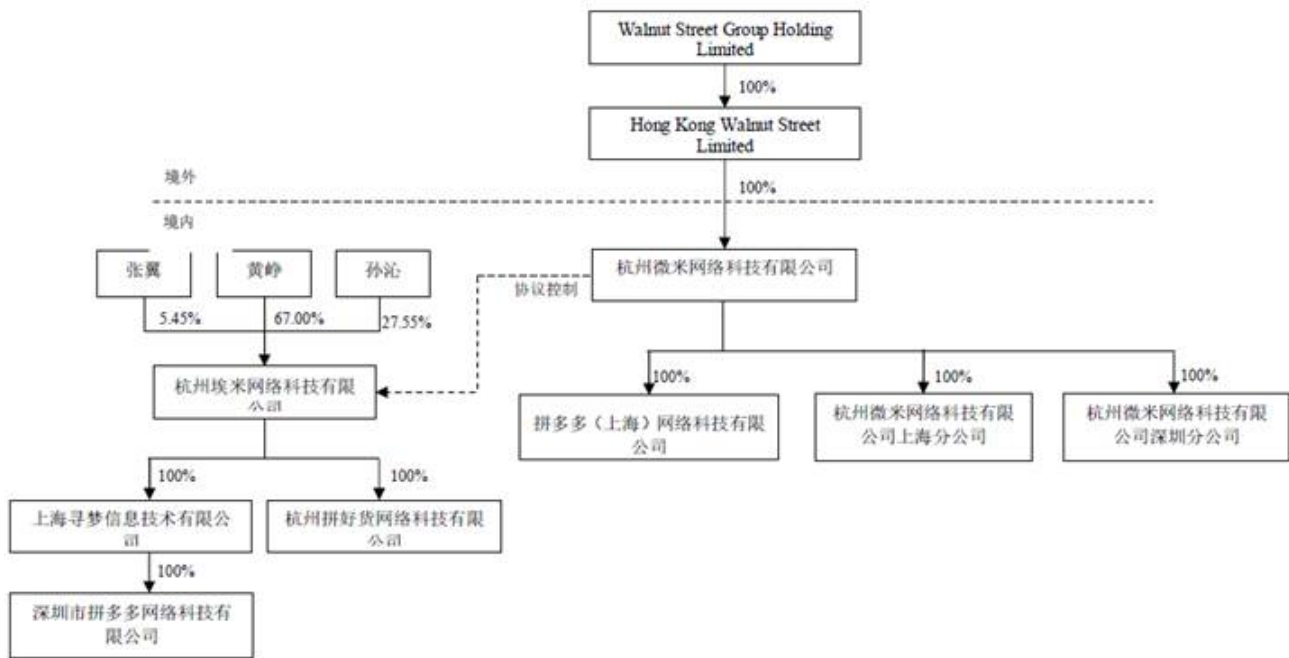 Walnut Street Group Holding
Limited
100%
Hong Kong Walnut Street
Limited
境外
100%
境内
张翼
黄峥
孙沁
杭州微米网络科技有限公司
协议控制
5.45%
67.00%
27.55%
杭州埃米网络科技有限
公司
100%
100%
100%
拼多多（上海）网络科技有限
公司
杭州微米网络科技有限
公司上海分公司
杭州微米网络科技有限
公司深圳分公司
100%
100%
上海寻梦信息技术有限公
司
杭州拼好货网络科技有限
公司
100%
深圳市拼多多网络科技有
限公司